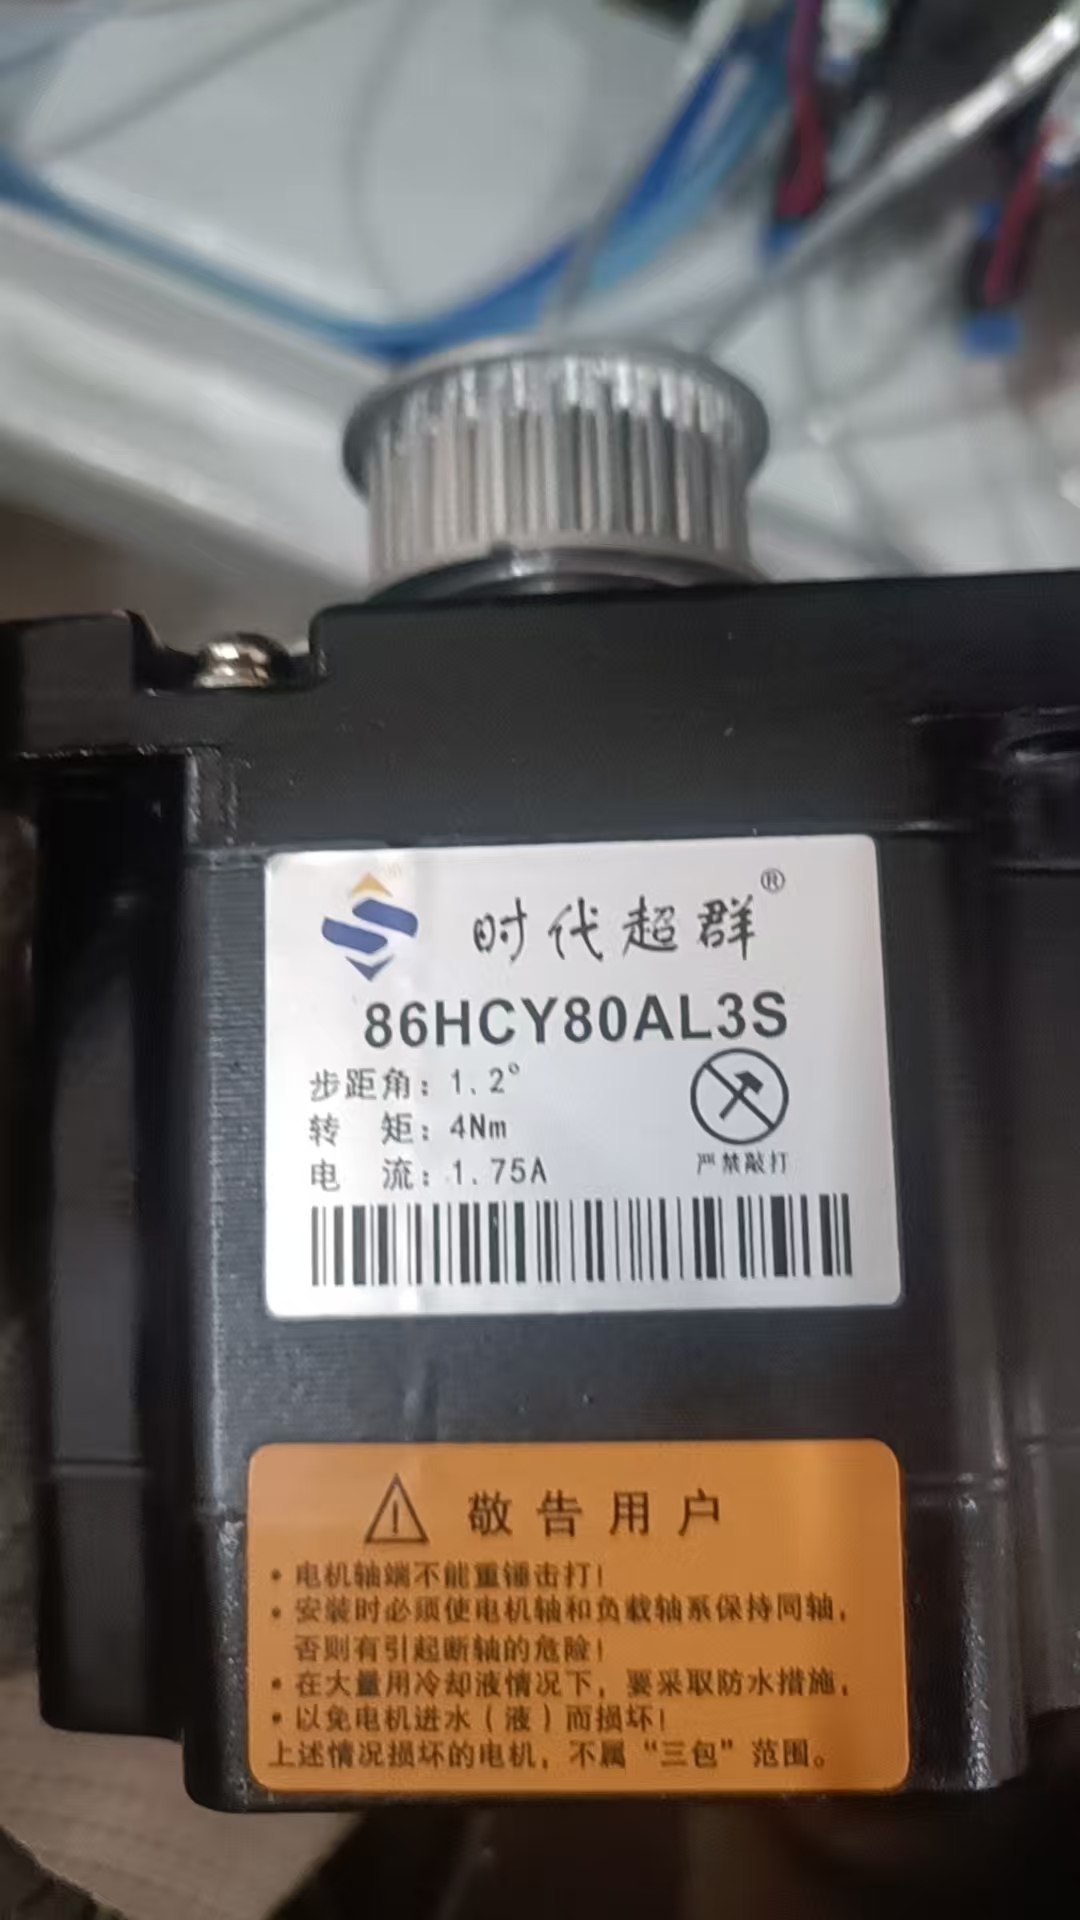 时代超群®
86HCY80AL3S
步距角：1.2°
转 矩：4Nm
电 流：1.75A
严禁敲打
敬告用户
• 电机轴端不能重锤击打！
• 安装时必须使电机轴和负载轴系保持同轴，
否则有引起断轴的危险！
• 在大量用冷却液情况下，要采取防水措施，
• 以免电机进水（液）而损坏！
上述情况损坏的电机，不属“三包”范围。